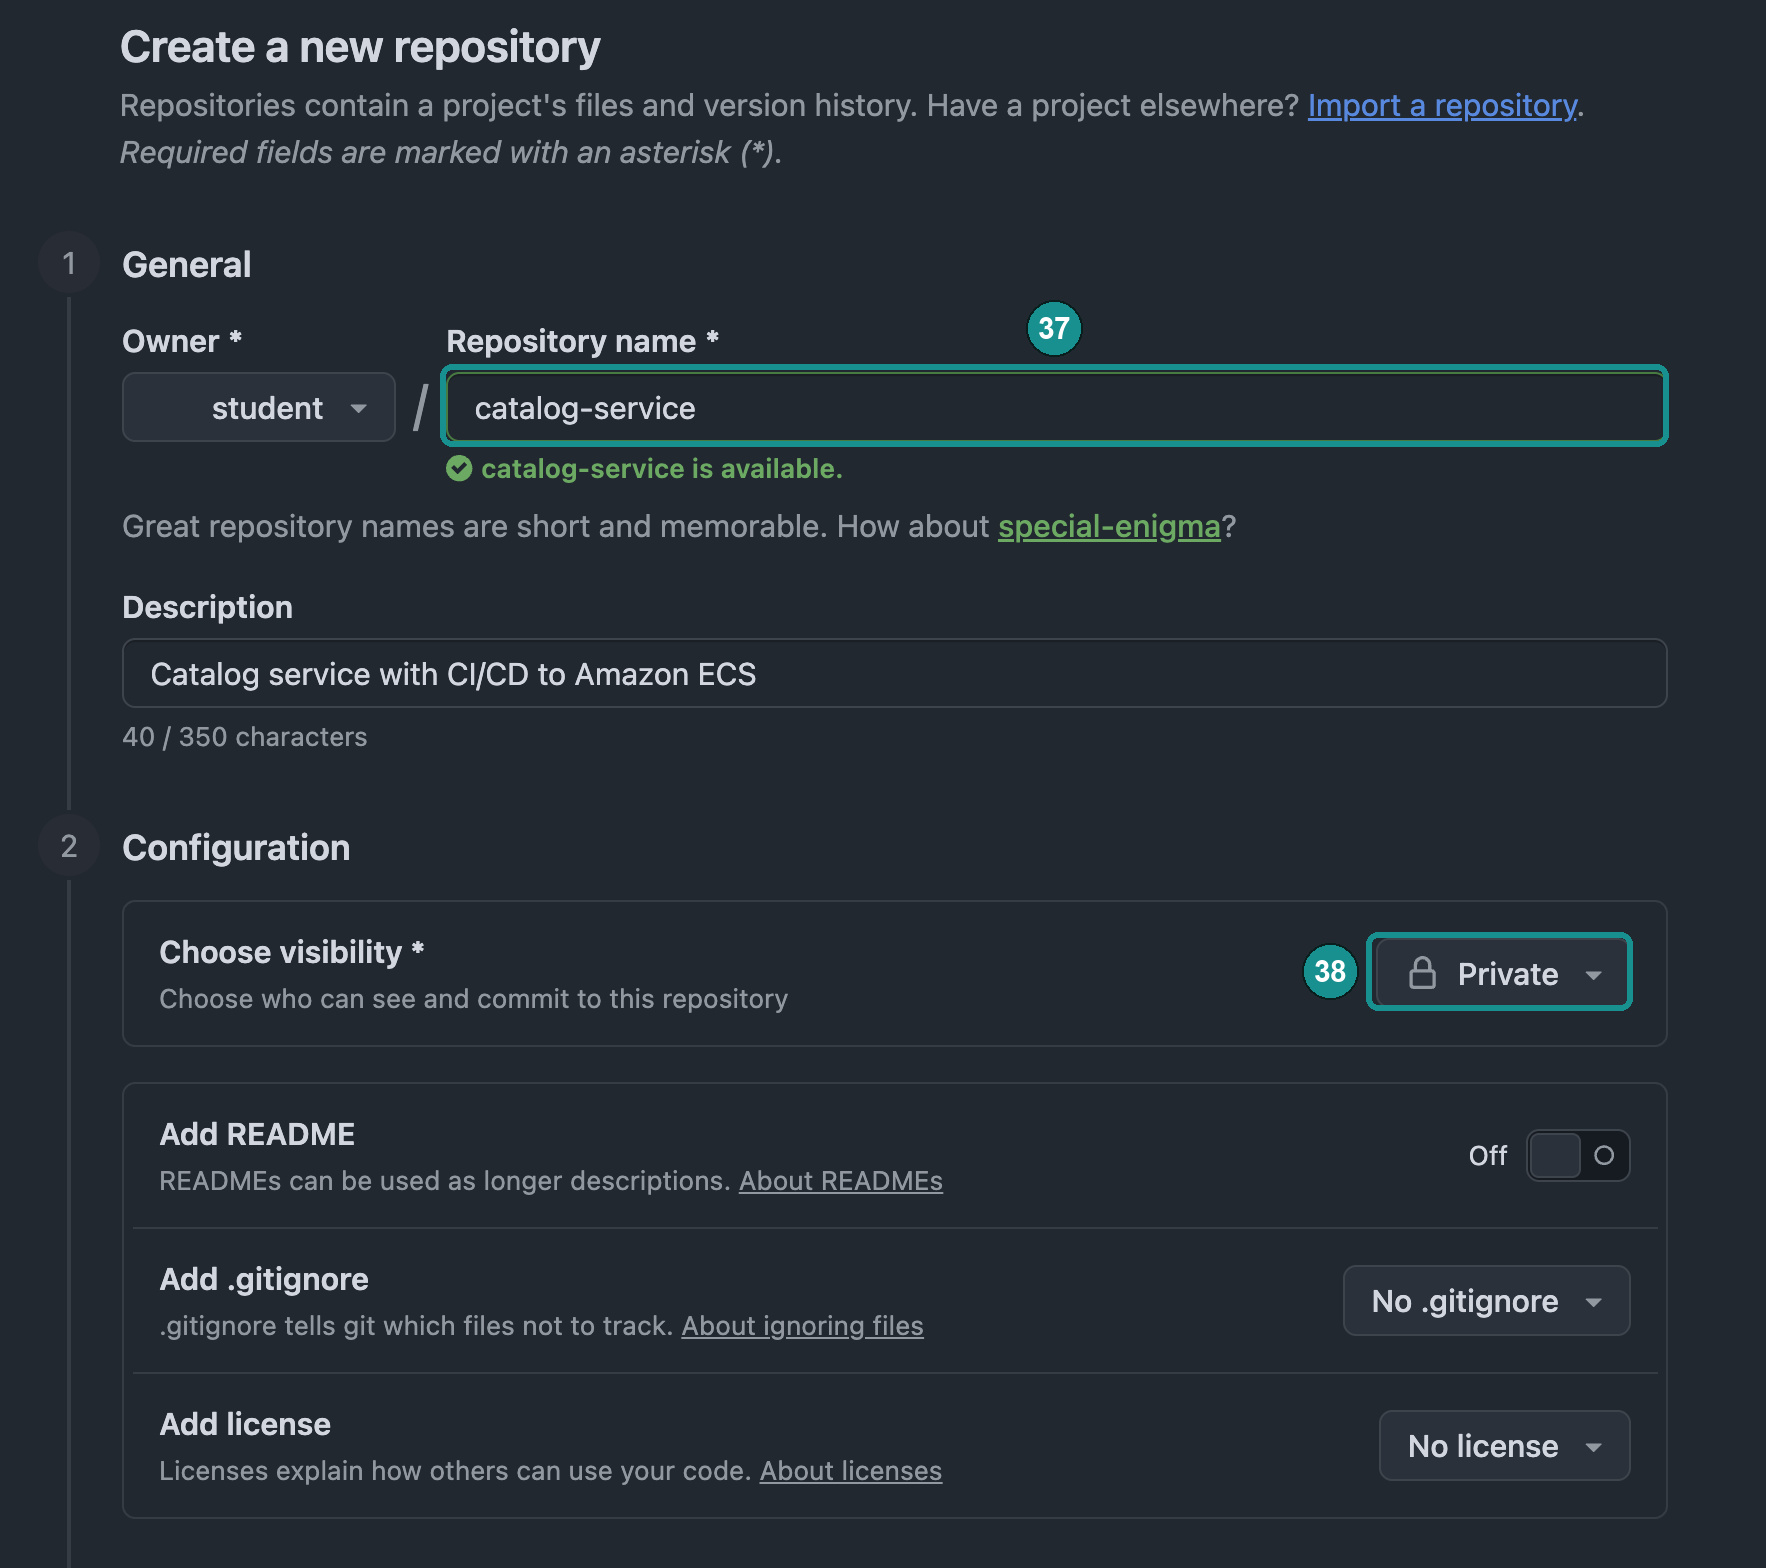 Create a new repository
Repositories contain a project's files and version history. Have a project elsewhere? Import a repository.
Required fields are marked with an asterisk (*).
1
General
37
Owner *
Repository name *
student
/
catalog-service
catalog-service is available.
Great repository names are short and memorable. How about special-enigma?
Description
Catalog service with CI/CD to Amazon ECS
40 / 350 characters
2
Configuration
Choose visibility *
Choose who can see and commit to this repository
38
Private
Add README
READMEs can be used as longer descriptions. About READMEs
Off
Add .gitignore
.gitignore tells git which files not to track. About ignoring files
No .gitignore
Add license
Licenses explain how others can use your code. About licenses
No license